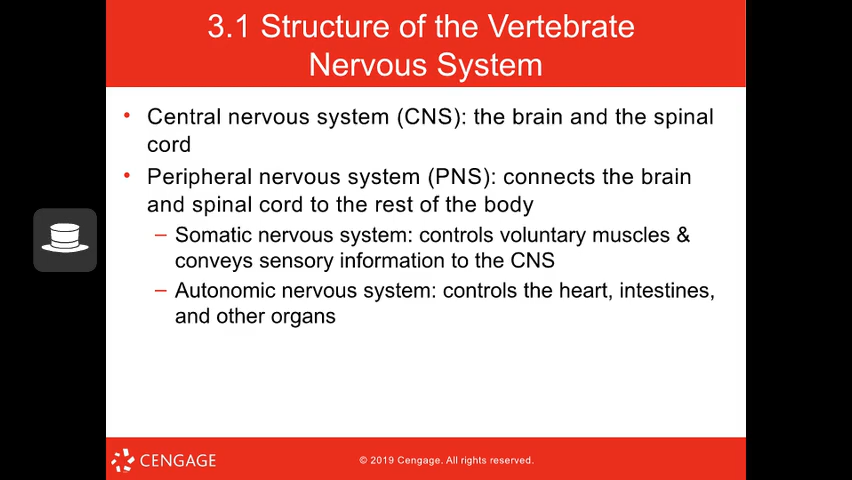 3.1 Structure of the Vertebrate
Nervous System
• Central nervous system (CNS): the brain and the spinal
cord
• Peripheral nervous system (PNS): connects the brain
and spinal cord to the rest of the body
– Somatic nervous system: controls voluntary muscles &
conveys sensory information to the CNS
– Autonomic nervous system: controls the heart, intestines,
and other organs
CENGAGE
© 2019 Cengage. All rights reserved.